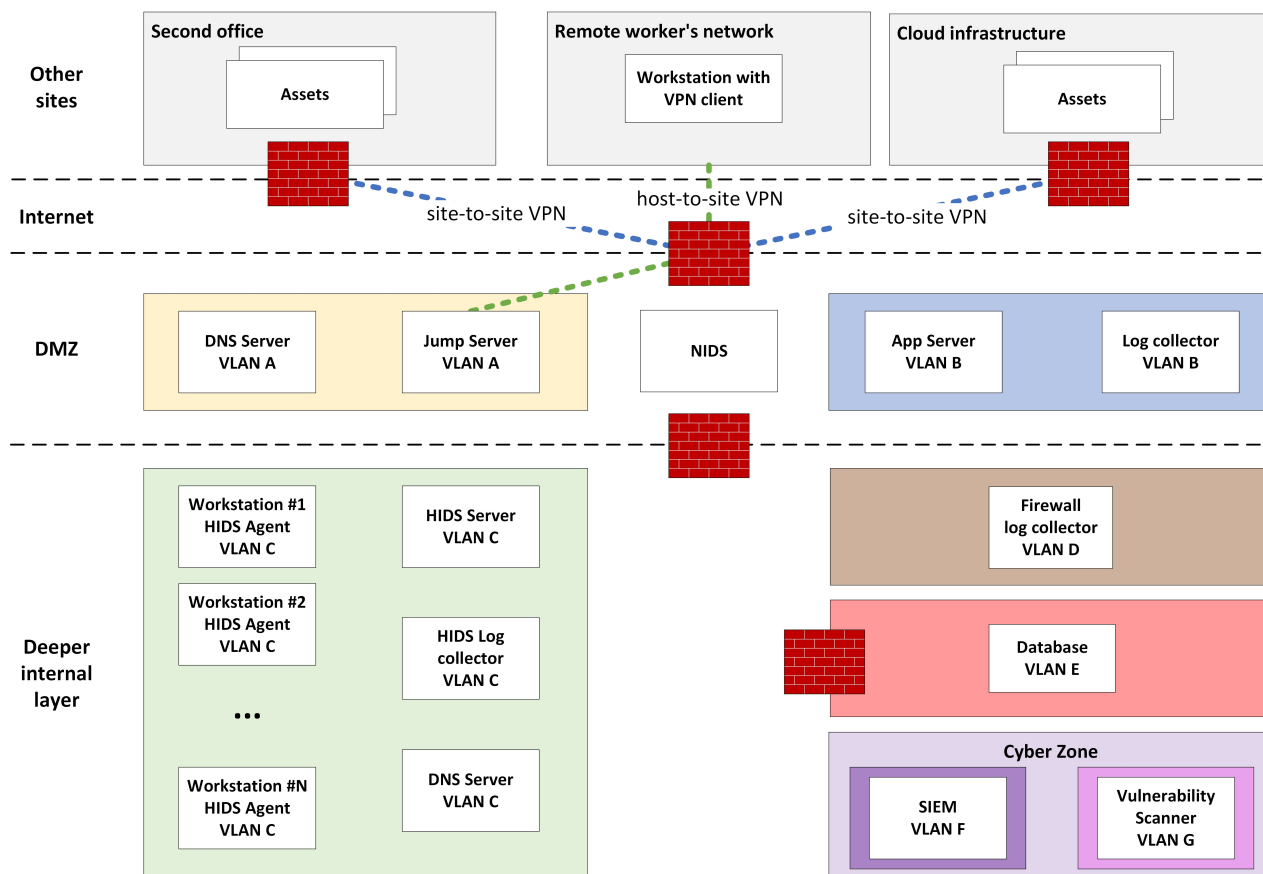 Second office
Remote worker's network
Cloud infrastructure
Other
sites
Assets
Workstation with
VPN client
Assets
Internet
site-to-site VPN
host-to-site VPN
site-to-site VPN
DMZ
DNS Server
VLAN A
Jump Server
VLAN A
NIDS
App Server
VLAN B
Log collector
VLAN B
Deeper
internal
layer
Workstation #1
HIDS Agent
VLAN C
HIDS Server
VLAN C
Workstation #2
HIDS Agent
VLAN C
HIDS Log
collector
VLAN C
...
Workstation #N
HIDS Agent
VLAN C
DNS Server
VLAN C
Firewall
log collector
VLAN D
Database
VLAN E
Cyber Zone
SIEM
VLAN F
Vulnerability
Scanner
VLAN G